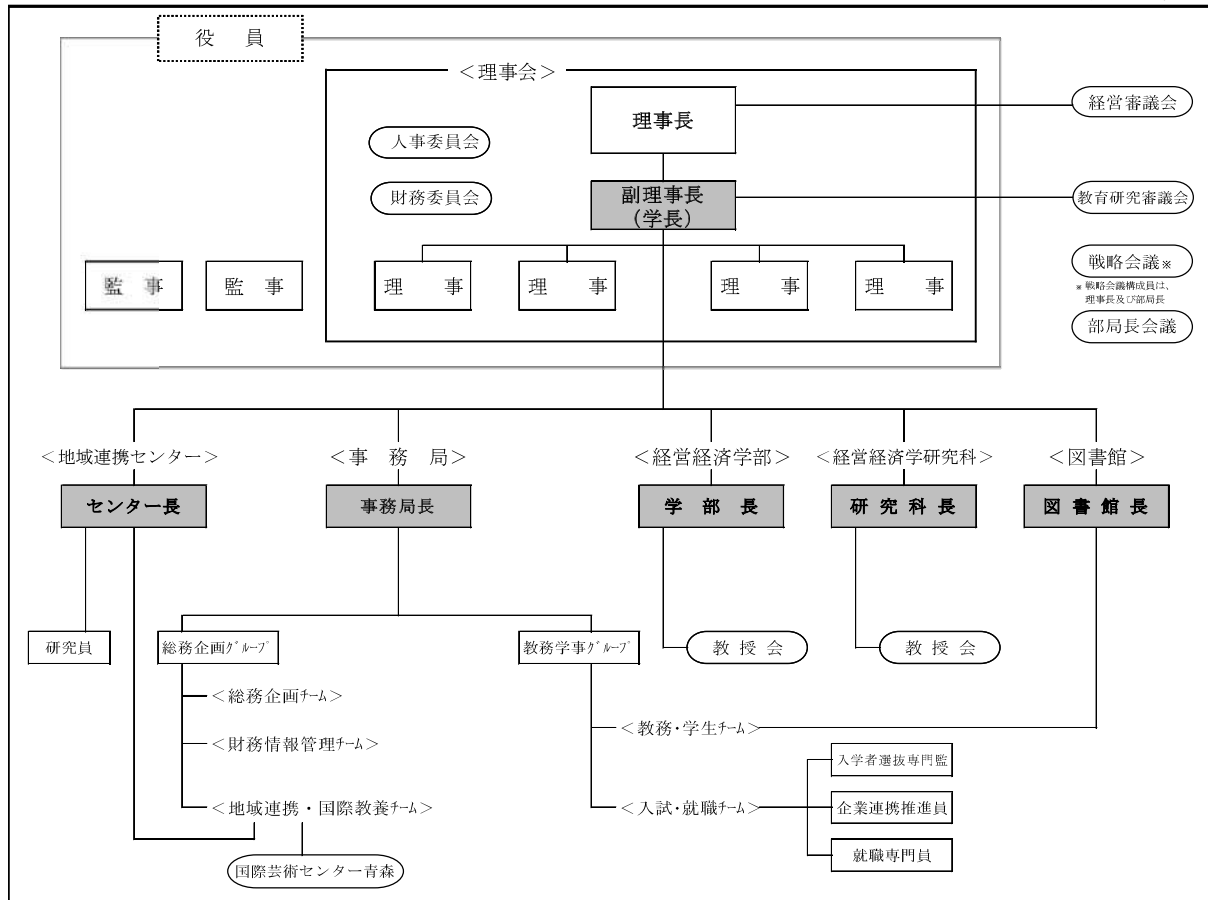 役 員
＜理事会＞
理事長
経営審議会
人事委員会
財務委員会
副理事長
（学長）
教育研究審議会
監 事
監 事
理 事
理 事
理 事
理 事
戦略会議※
※ 戦略会議構成員は、
理事長及び部局長
部局長会議
＜地域連携センター＞
＜事 務 局＞
＜経営経済学部＞
＜経営経済学研究科＞
＜図書館＞
センター長
事務局長
学 部 長
研 究 科 長
図 書 館 長
研究員
総務企画ｸﾞﾙｰﾌﾟ
教務学事ｸﾞﾙｰﾌﾟ
教 授 会
教 授 会
＜総務企画ﾁｰﾑ＞
＜教務・学生ﾁｰﾑ＞
＜財務情報管理ﾁｰﾑ＞
入学者選抜専門監
＜地域連携・国際教養ﾁｰﾑ＞
＜入試・就職ﾁｰﾑ＞
企業連携推進員
就職専門員
国際芸術センター青森